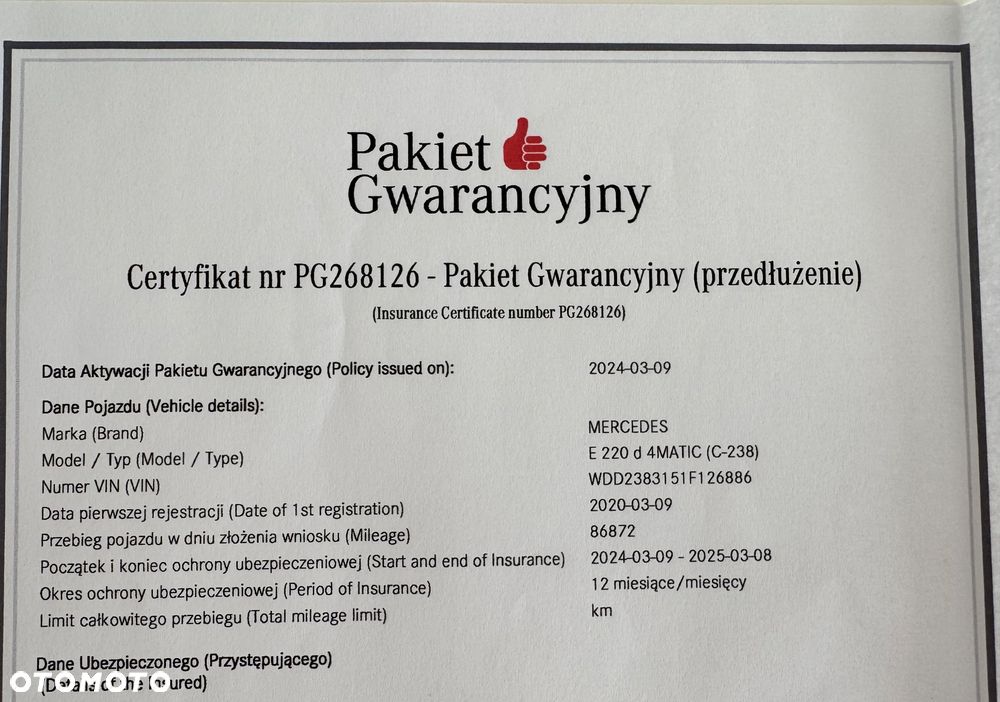 Pakiet
Gwarancyjny
Certyfikat nr PG268126 - Pakiet Gwarancyjny (przedłużenie)
(Insurance Certificate number PG268126)
Data Aktywacji Pakietu Gwarancyjnego (Policy issued on): 2024-03-09
Dane Pojazdu (Vehicle details):
Marka (Brand) MERCEDES
Model / Typ (Model / Type) E 220 d 4MATIC (C-238)
Numer VIN (VIN) WDD2383151F126886
Data pierwszej rejestracji (Date of 1st registration) 2020-03-09
Przebieg pojazdu w dniu złożenia wniosku (Mileage) 86872
Początek i koniec ochrony ubezpieczeniowej (Start and end of Insurance) 2024-03-09 - 2025-03-08
Okres ochrony ubezpieczeniowej (Period of Insurance) 12 miesiące/miesięcy
Limit całkowitego przebiegu (Total mileage limit) km
Dane Ubezpieczonego (Przystępującego)
(Details of the Insured)
OTOMOTO